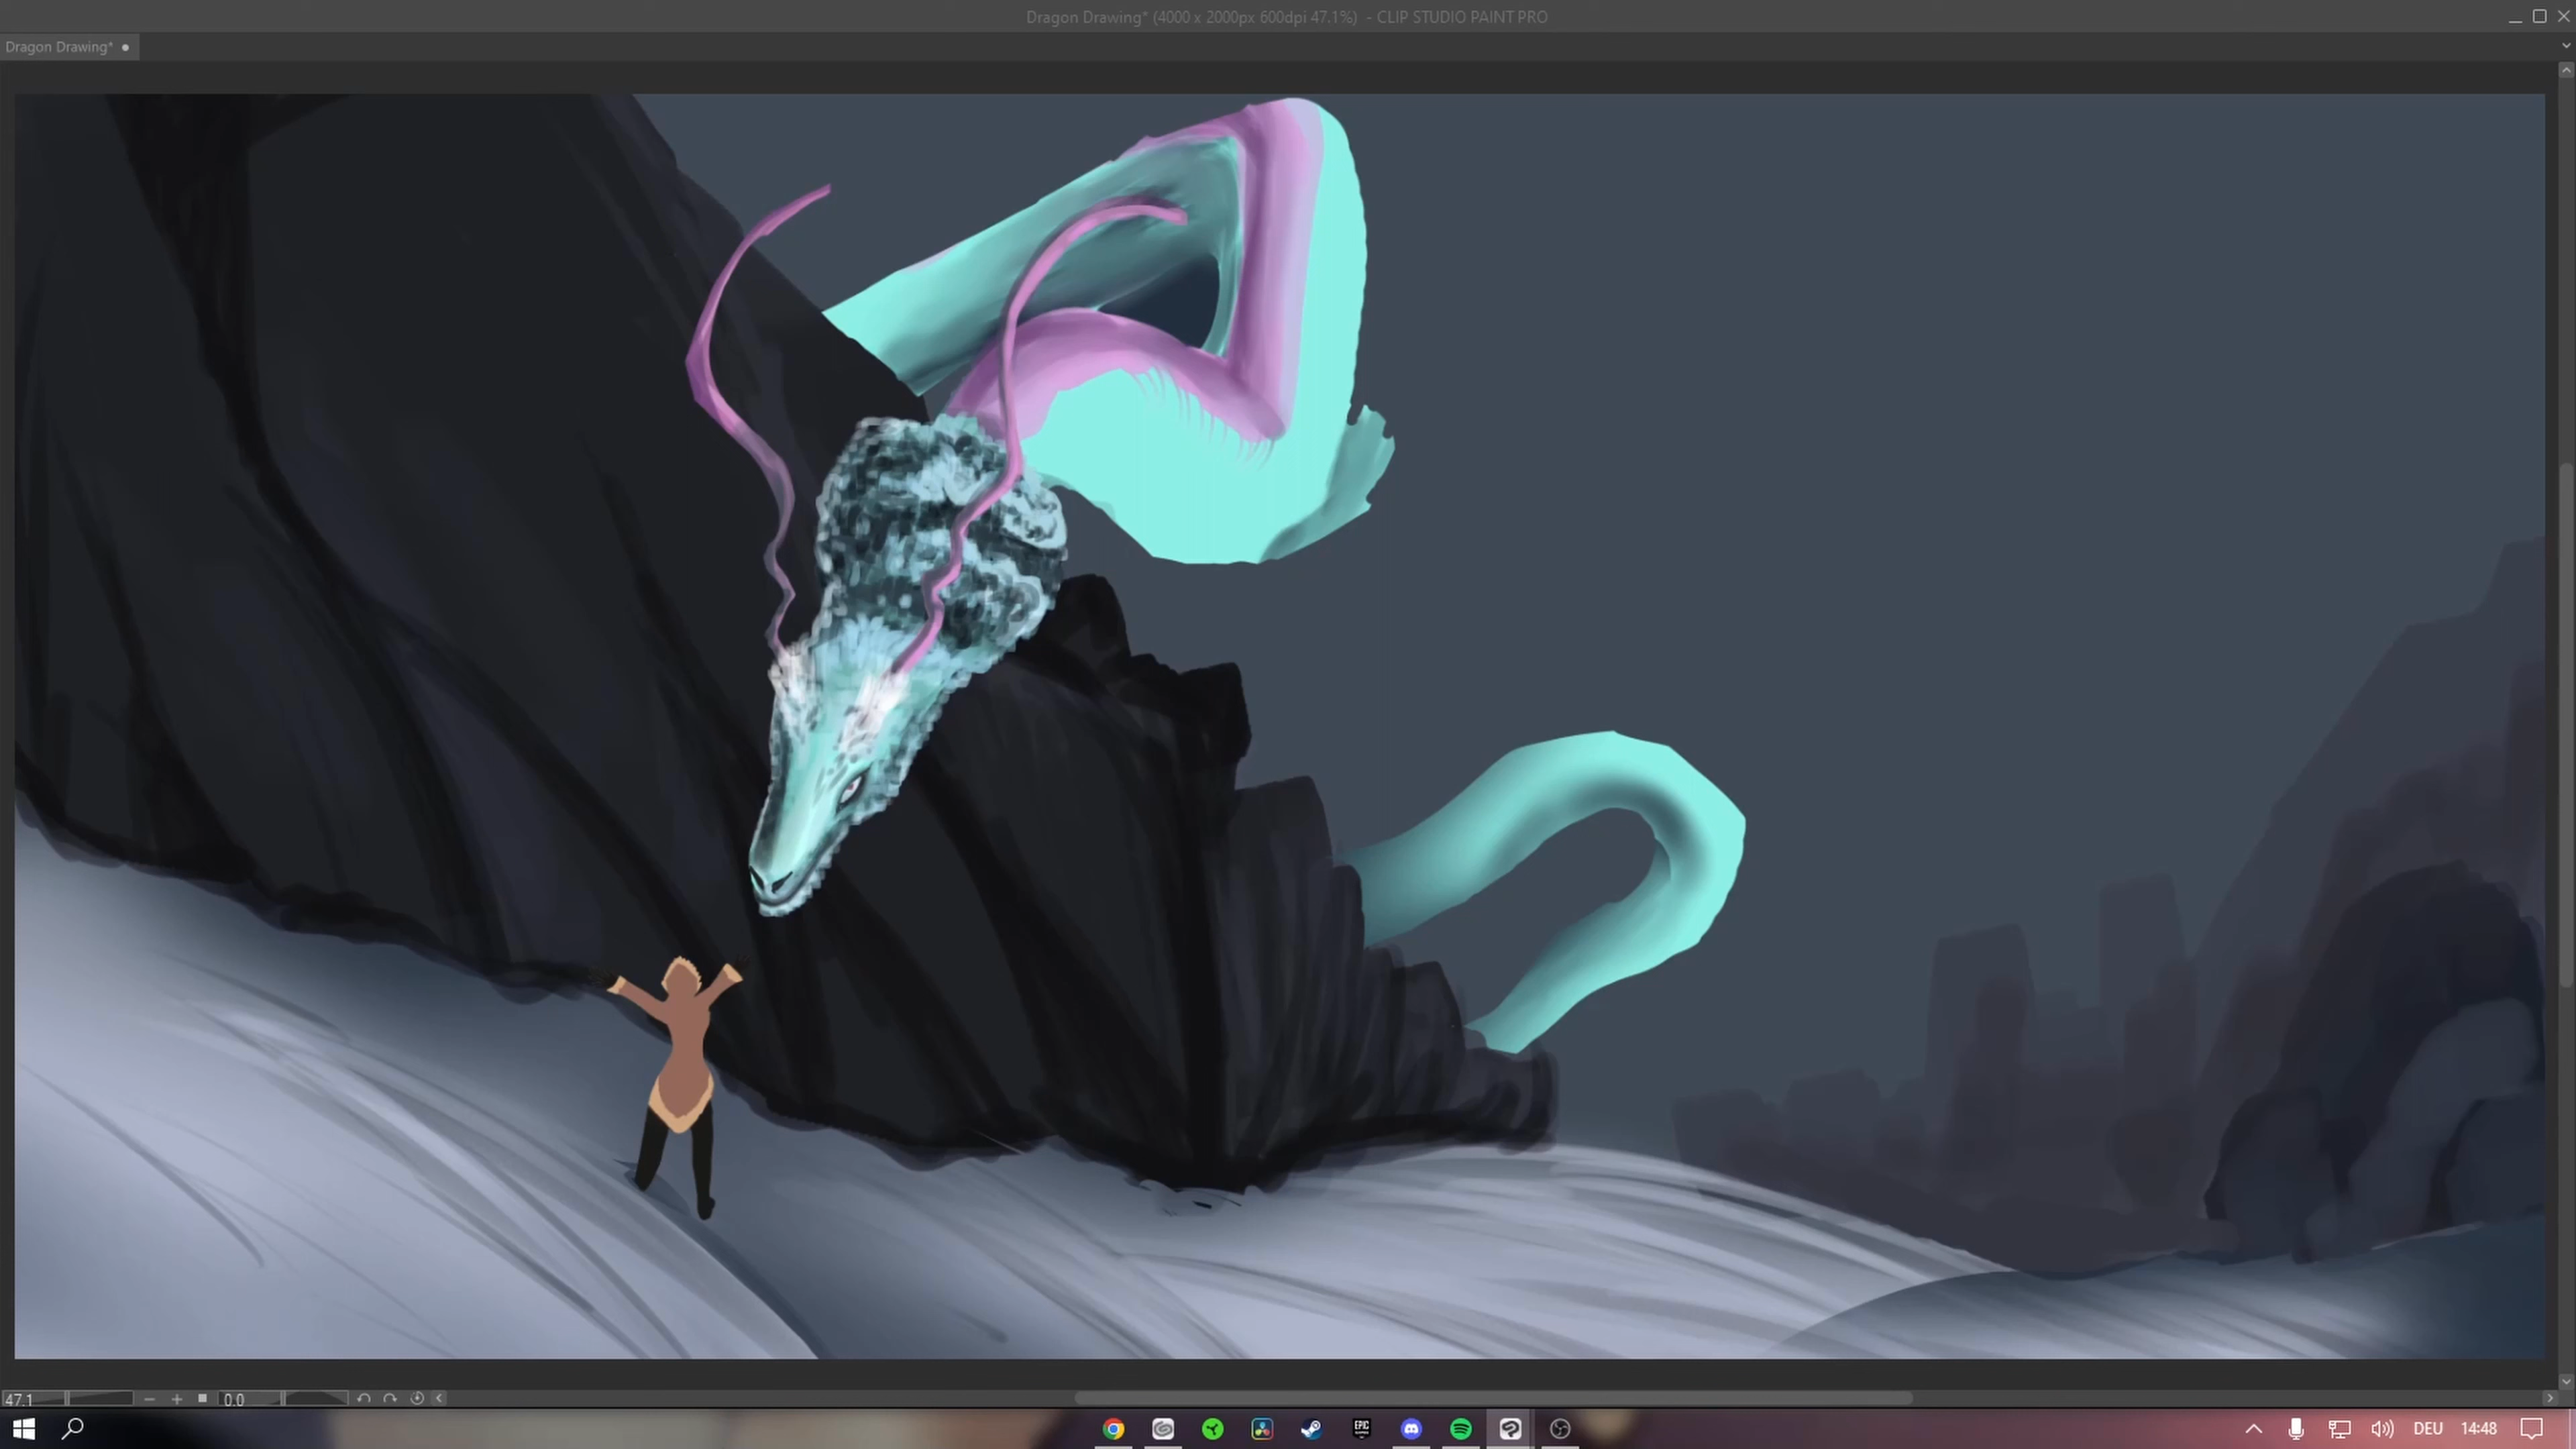 Dragon Drawing* (4000 x 2000px 600dpi 47.1%) - CLIP STUDIO PAINT PRO
Dragon Drawing*
47.1
0.0
EPIC
DEU
14:48